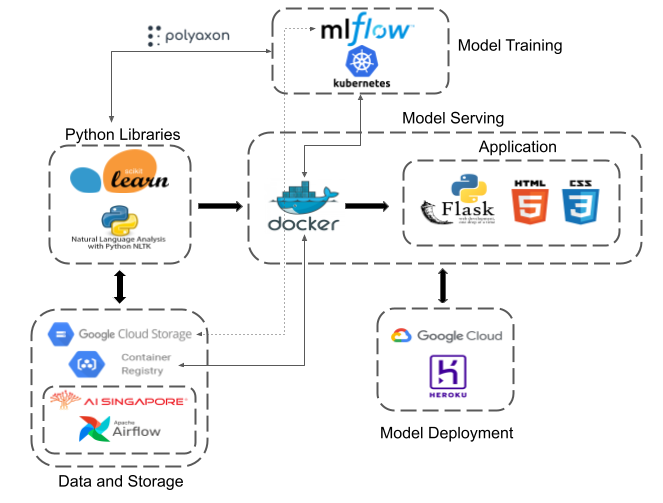 polyaxon
mlflow
kubernetes
Model Training
Python Libraries
scikit
learn
Natural Language Analysis
with Python NLTK
Model Serving
docker
Application
Flask
web development,
one drop at a time
HTML
5
CSS
3
Google Cloud Storage
Container
Registry
AI SINGAPORE
Apache
Airflow
Data and Storage
Google Cloud
HEROKU
Model Deployment